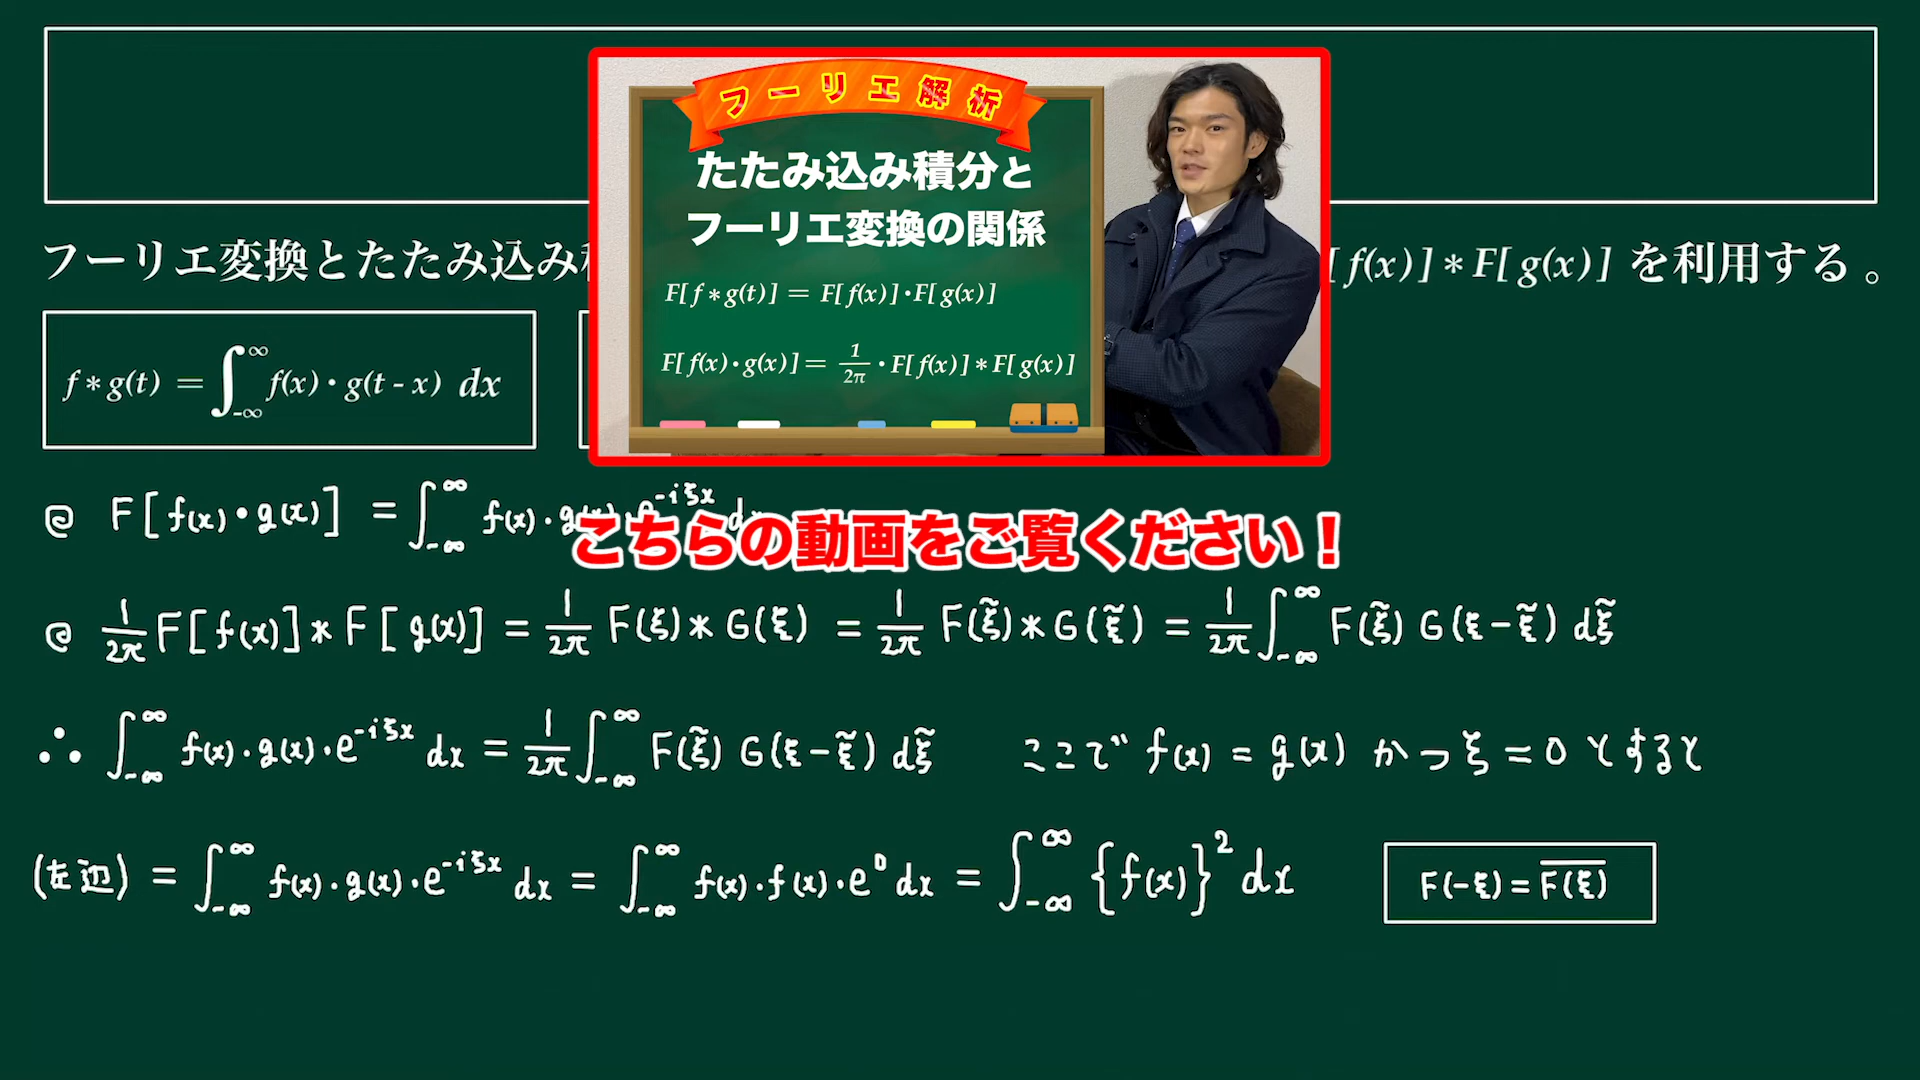 フーリエ解析
たたみ込み積分と
フーリエ変換の関係
F[f*g(t)] = F[f(x)]・F[g(x)]
F[f(x)・g(x)] = 1/2π・F[f(x)]*F[g(x)]
フーリエ変換とたたみ込み [f(x)]*F[g(x)] を利用する。
f*g(t) = ∫_{-∞}^{∞} f(x)・g(t-x) dx
こちらの動画をご覧ください！
@ F[f(x)・g(x)] = ∫_{-∞}^{∞} f(x)・g(x)・e^{-iξx} dx
@ 1/2π F[f(x)]*F[g(x)] = 1/2π F(ξ)*G(ξ) = 1/2π F(ξ̃)*G(ξ̃) = 1/2π ∫_{-∞}^{∞} F(ξ̃) G(ξ-ξ̃) dξ̃
∴ ∫_{-∞}^{∞} f(x)・g(x)・e^{-iξx} dx = 1/2π ∫_{-∞}^{∞} F(ξ̃) G(ξ-ξ̃) dξ̃ ここで f(x) = g(x) かつ ξ = 0 とすると
(左辺) = ∫_{-∞}^{∞} f(x)・g(x)・e^{-iξx} dx = ∫_{-∞}^{∞} f(x)・f(x)・e^{0} dx = ∫_{-∞}^{∞} {f(x)}^2 dx
F(-ξ) = \overline{F(ξ)}